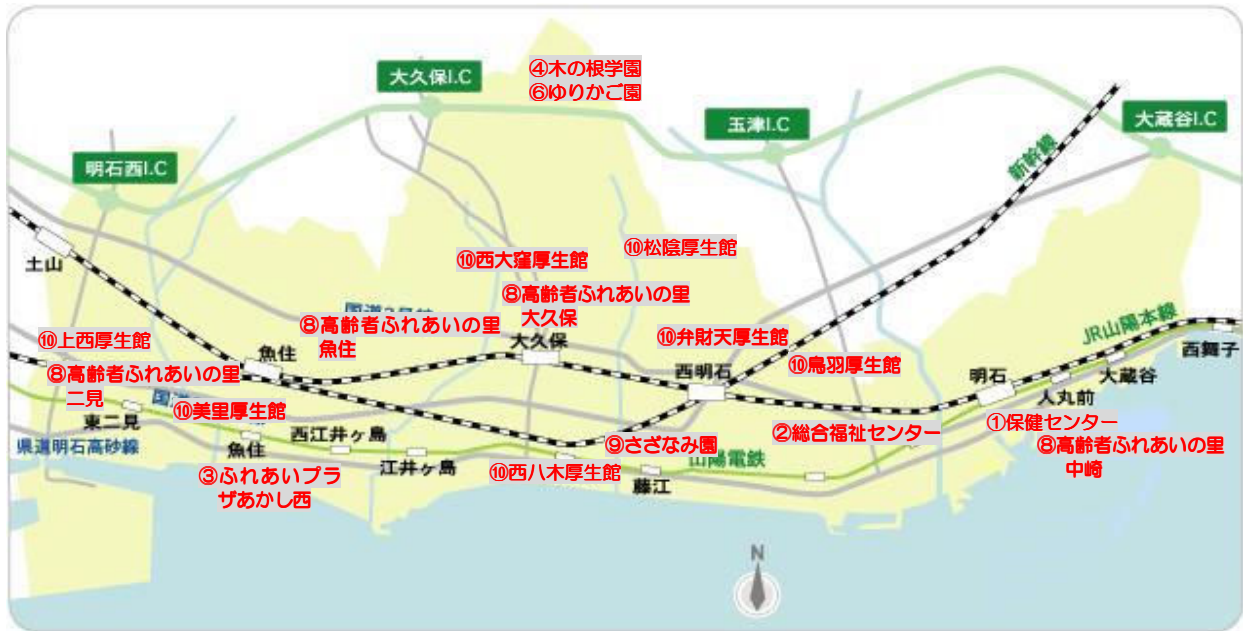 ④木の根学園
⑥ゆりかご園
大久保I.C
玉津I.C
大蔵谷I.C
明石西I.C
新幹線
⑩松陰厚生館
⑩西大窪厚生館
土山
⑧高齢者ふれあいの里
大久保
国道2号線
⑧高齢者ふれあいの里
魚住
⑩上西厚生館
魚住
大久保
⑩弁財天厚生館
JR山陽本線
西舞子
⑩鳥羽厚生館
西明石
明石
大蔵谷
⑧高齢者ふれあいの里
二見
人丸前
国道
⑩美里厚生館
東二見
①保健センター
②総合福祉センター
西江井ヶ島
県道明石高砂線
魚住
⑨さざなみ園
⑧高齢者ふれあいの里
中崎
江井ヶ島
山陽電鉄
③ふれあいプラ
ザあかし西
⑩西八木厚生館
藤江
N